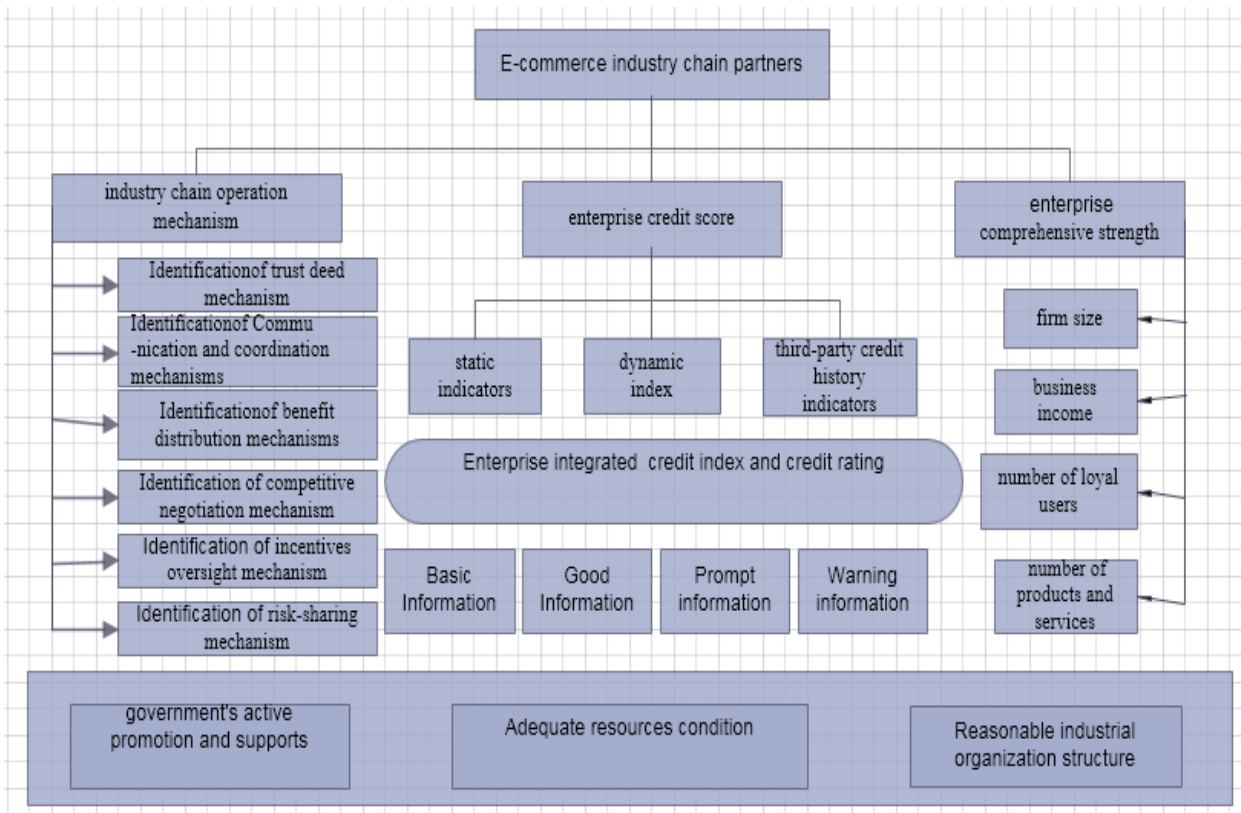 E-commerce industry chain partners
industry chain operation
mechanism
enterprise credit score
enterprise
comprehensive strength
Identificationof trust deed
mechanism
Identificationof Commu
-nication and coordination
mechanisms
Identificationof benefit
distribution mechanisms
Identification of competitive
negotiation mechanism
Identification of incentives
oversight mechanism
Identification of risk-sharing
mechanism
static
indicators
dynamic
index
third-party credit
history
indicators
Enterprise integrated credit index and credit rating
Basic
Information
Good
Information
Prompt
information
Warning
information
firm size
business
income
number of loyal
users
number of
products and
services
government's active
promotion and supports
Adequate resources condition
Reasonable industrial
organization structure